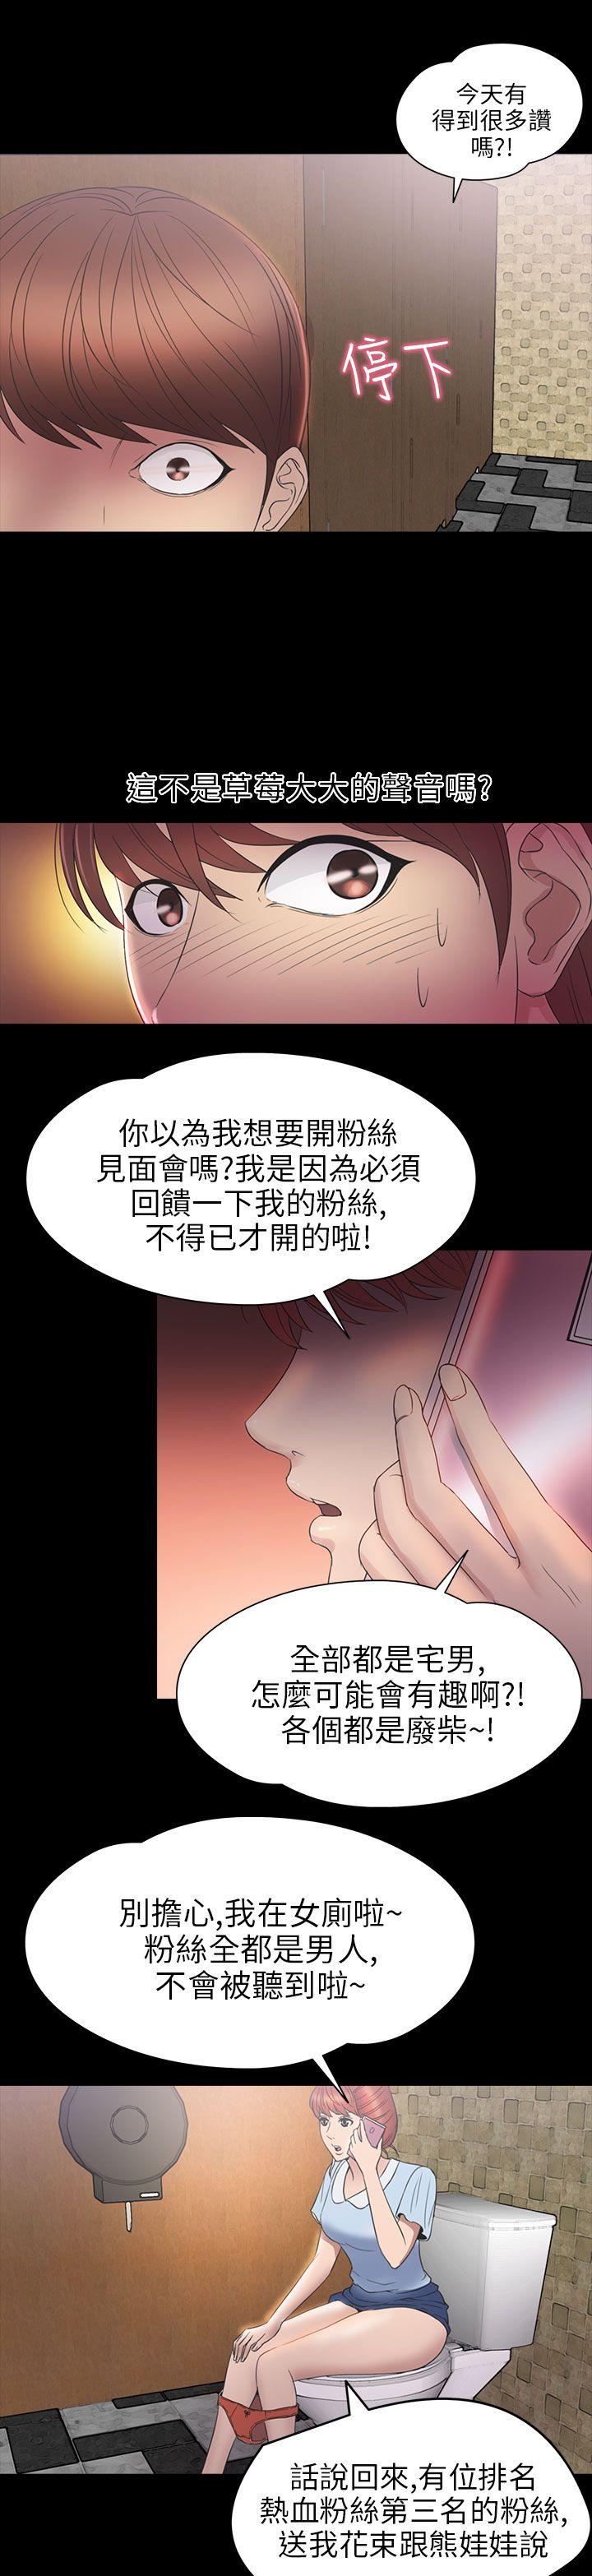 今天有
得到很多讚
嗎?!
停下
這不是草莓大大的聲音嗎?
你以為我想要開粉絲
見面會嗎?我是因為必須
回饋一下我的粉絲,
不得已才開的啦!
全部都是宅男,
怎麼可能會有趣啊?!
各個都是廢柴~!
別擔心,我在女廁啦~
粉絲全都是男人,
不會被聽到啦~
話說回來,有位排名
熱血粉絲第三名的粉絲,
送我花束跟熊娃娃說